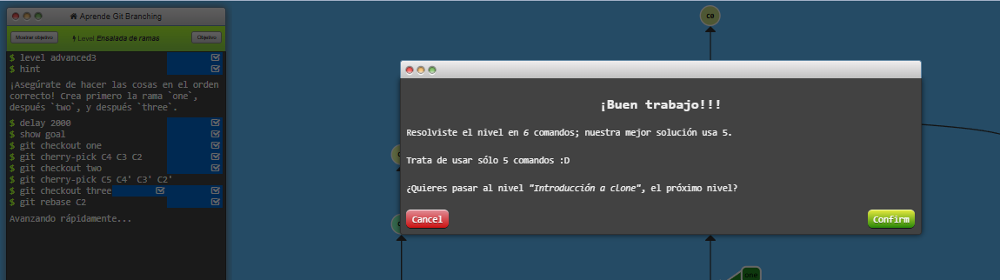 Aprende Git Branching
Mostrar objetivo
Level Ensalada de ramas
Objetivo
$ level advanced3
$ hint
¡Asegúrate de hacer las cosas en el orden
correcto! Crea primero la rama `one`,
después `two`, y después `three`.
$ delay 2000
$ show goal
$ git checkout one
$ git cherry-pick C4 C3 C2
$ git checkout two
$ git cherry-pick C5 C4' C3' C2'
$ git checkout three
$ git rebase C2
Avanzando rápidamente...
c0
¡Buen trabajo!!!
Resolviste el nivel en 6 comandos; nuestra mejor solución usa 5.
Trata de usar sólo 5 comandos :D
¿Quieres pasar al nivel "Introducción a clone", el próximo nivel?
Cancel
Confirm
one